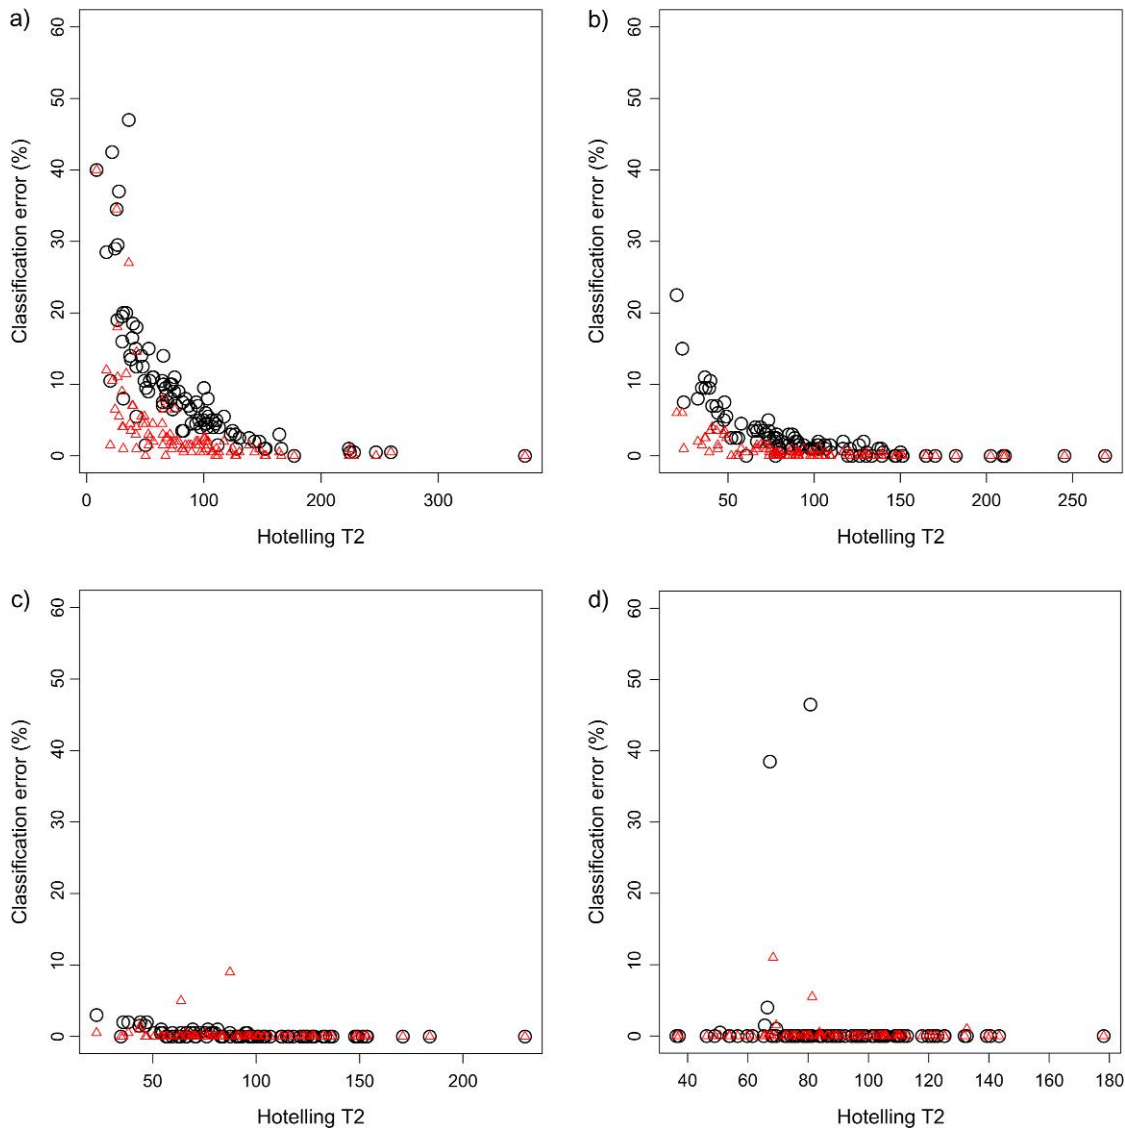 a)
Classification error (%)
0 10 20 30 40 50 60
0 100 200 300
Hotelling T2
b)
Classification error (%)
0 10 20 30 40 50 60
50 100 150 200 250
Hotelling T2
c)
Classification error (%)
0 10 20 30 40 50 60
50 100 150 200
Hotelling T2
d)
Classification error (%)
0 10 20 30 40 50 60
40 60 80 100 120 140 160 180
Hotelling T2